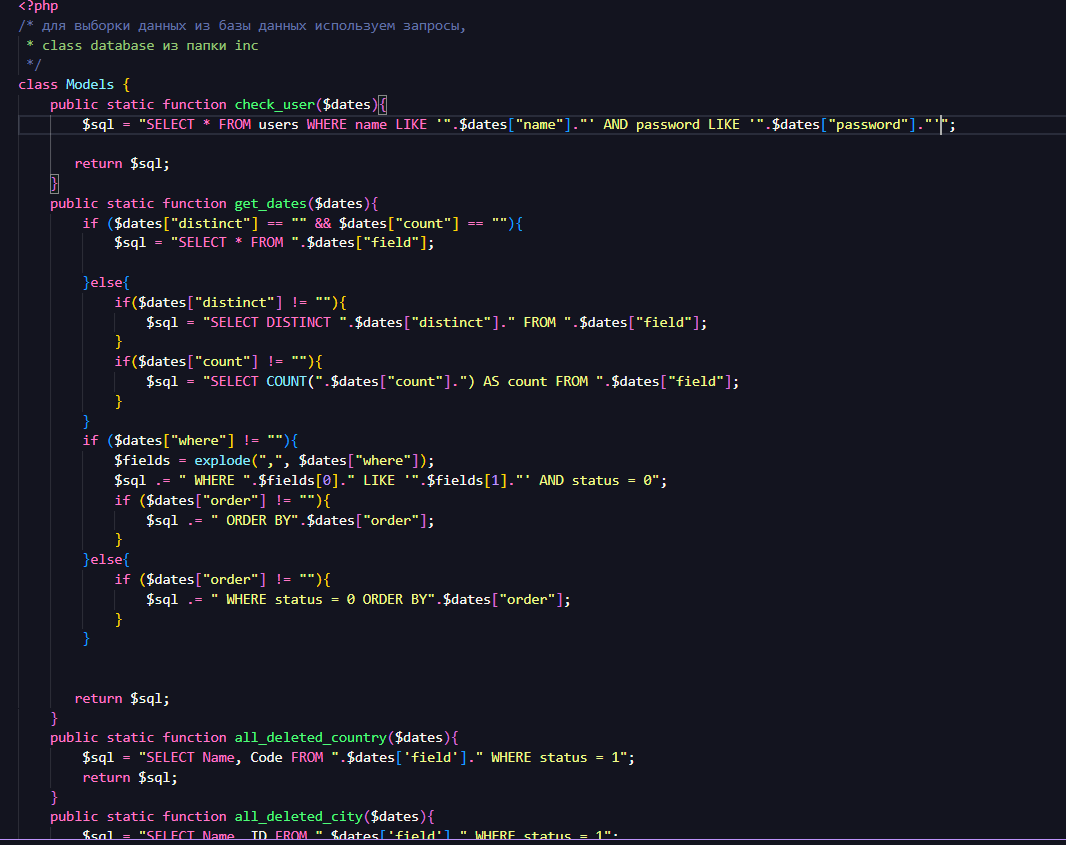 <?php
/* для выборки данных из базы данных используем запросы,
* class database из папки inc
*/
class Models {
public static function check_user($dates){
$sql = "SELECT * FROM users WHERE name LIKE '".$dates["name"]."' AND password LIKE '".$dates["password"]."'";
return $sql;
}
public static function get_dates($dates){
if ($dates["distinct"] == "" && $dates["count"] == ""){
$sql = "SELECT * FROM ".$dates["field"];
}else{
if($dates["distinct"] != ""){
$sql = "SELECT DISTINCT ".$dates["distinct"]." FROM ".$dates["field"];
}
if($dates["count"] != ""){
$sql = "SELECT COUNT(".$dates["count"].") AS count FROM ".$dates["field"];
}
}
if ($dates["where"] != ""){
$fields = explode(",", $dates["where"]);
$sql .= " WHERE ".$fields[0]." LIKE '".$fields[1]."' AND status = 0";
if ($dates["order"] != ""){
$sql .= " ORDER BY".$dates["order"];
}
}else{
if ($dates["order"] != ""){
$sql .= " WHERE status = 0 ORDER BY".$dates["order"];
}
}
return $sql;
}
public static function all_deleted_country($dates){
$sql = "SELECT Name, Code FROM ".$dates['field']." WHERE status = 1";
return $sql;
}
public static function all_deleted_city($dates){
$sql = "SELECT Name, ID FROM ".$dates['field']." WHERE status = 1";